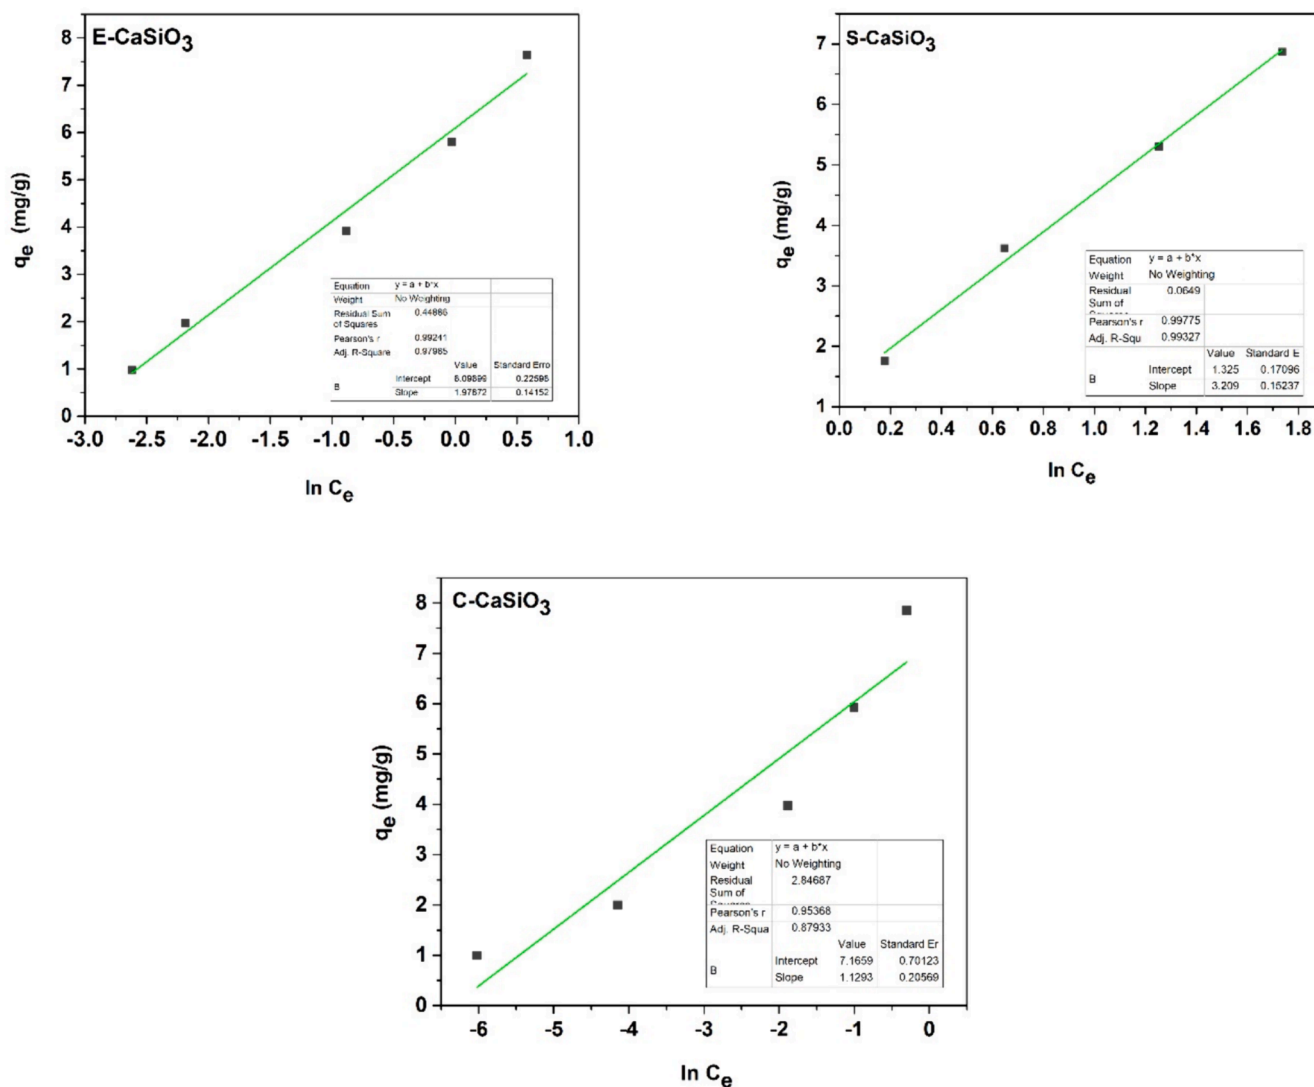 E-CaSiO3
8
7
6
5
4
3
2
1
0
qe (mg/g)
-3.0 -2.5 -2.0 -1.5 -1.0 -0.5 0.0 0.5 1.0
ln Ce
Equation y = a + b*x
Weight No Weighting
Residual Sum of Squares 0.44865
Pearson's r 0.99241
Adj. R-Square 0.97965
Value Standard Erro
B Intercept 6.09899 0.22598
Slope 1.97872 0.14152
S-CaSiO3
7
6
5
4
3
2
1
qe (mg/g)
0.0 0.2 0.4 0.6 0.8 1.0 1.2 1.4 1.6 1.8
ln Ce
Equation y = a + b*x
Weight No Weighting
Residual 0.0649
Sum of
Pearson's r 0.99775
Adj. R-Squ 0.99327
Value Standard E
Intercept 1.325 0.17096
B
Slope 3.209 0.15237
C-CaSiO3
8
7
6
5
4
3
2
1
0
qe (mg/g)
-6 -5 -4 -3 -2 -1 0
ln Ce
Equation y = a + b*x
Weight No Weighting
Residual 2.84687
Sum of
Pearson's r 0.95368
Adj. R-Squa 0.87933
Value Standard Er
Intercept 7.1659 0.70123
B
Slope 1.1293 0.20569